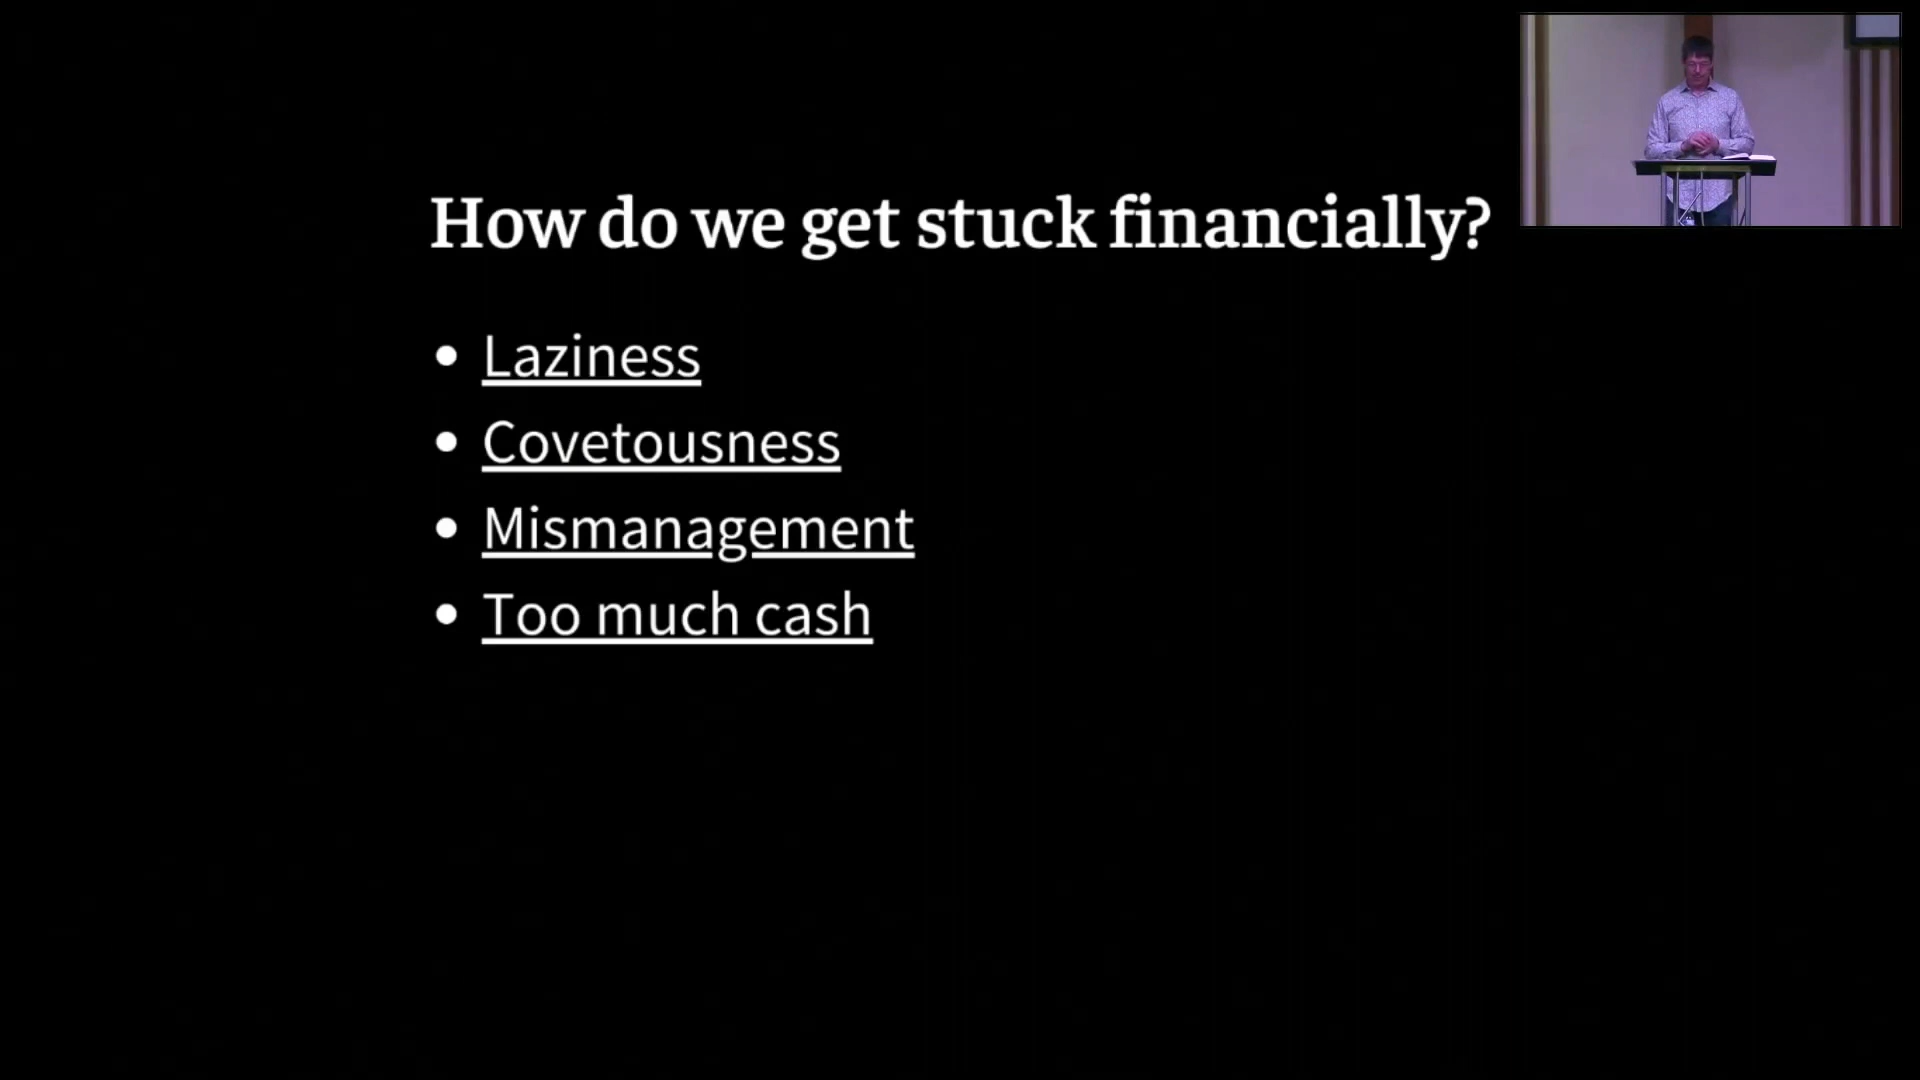 How do we get stuck financially?
• Laziness
• Covetousness
• Mismanagement
• Too much cash